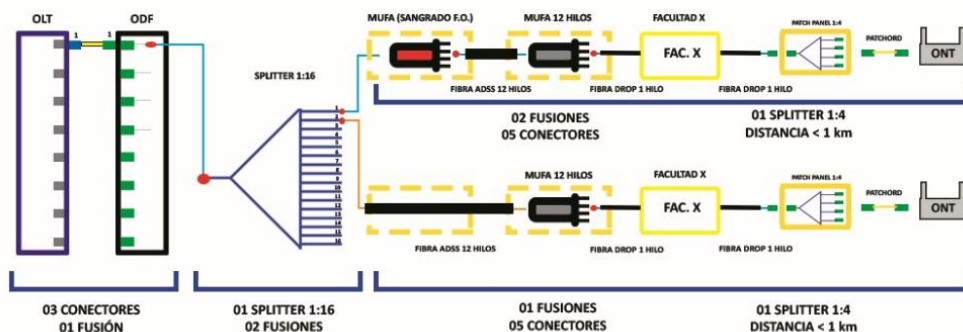 OLT
ODF
1
1
SPLITTER 1:16
MUFA (SANGRADO F.O.)
MUFA 12 HILOS
FACULTAD X
FAC. X
PATCH PANEL 1:4
PATCHORD
ONT
FIBRA ADSS 12 HILOS
FIBRA DROP 1 HILO
FIBRA DROP 1 HILO
02 FUSIONES
05 CONECTORES
01 SPLITTER 1:4
DISTANCIA < 1 km
1
2
3
4
5
6
7
8
9
10
11
12
13
14
15
16
MUFA 12 HILOS
FACULTAD X
FAC. X
PATCH PANEL 1:4
PATCHORD
ONT
FIBRA ADSS 12 HILOS
FIBRA DROP 1 HILO
FIBRA DROP 1 HILO
03 CONECTORES
01 FUSIÓN
01 SPLITTER 1:16
02 FUSIONES
01 FUSIONES
05 CONECTORES
01 SPLITTER 1:4
DISTANCIA < 1 km